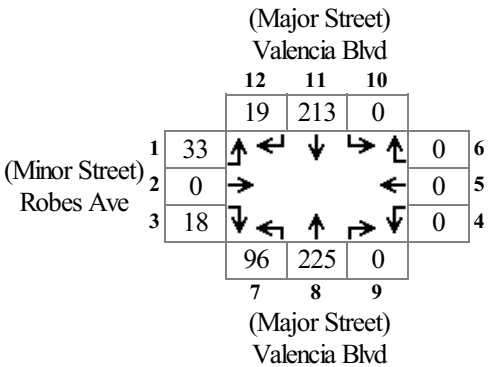 (Major Street)
Valencia Blvd
12 11 10
19 213 0
1 33 0 6
(Minor Street)
Robes Ave
2 0 0 5
3 18 0 4
96 225 0
7 8 9
(Major Street)
Valencia Blvd